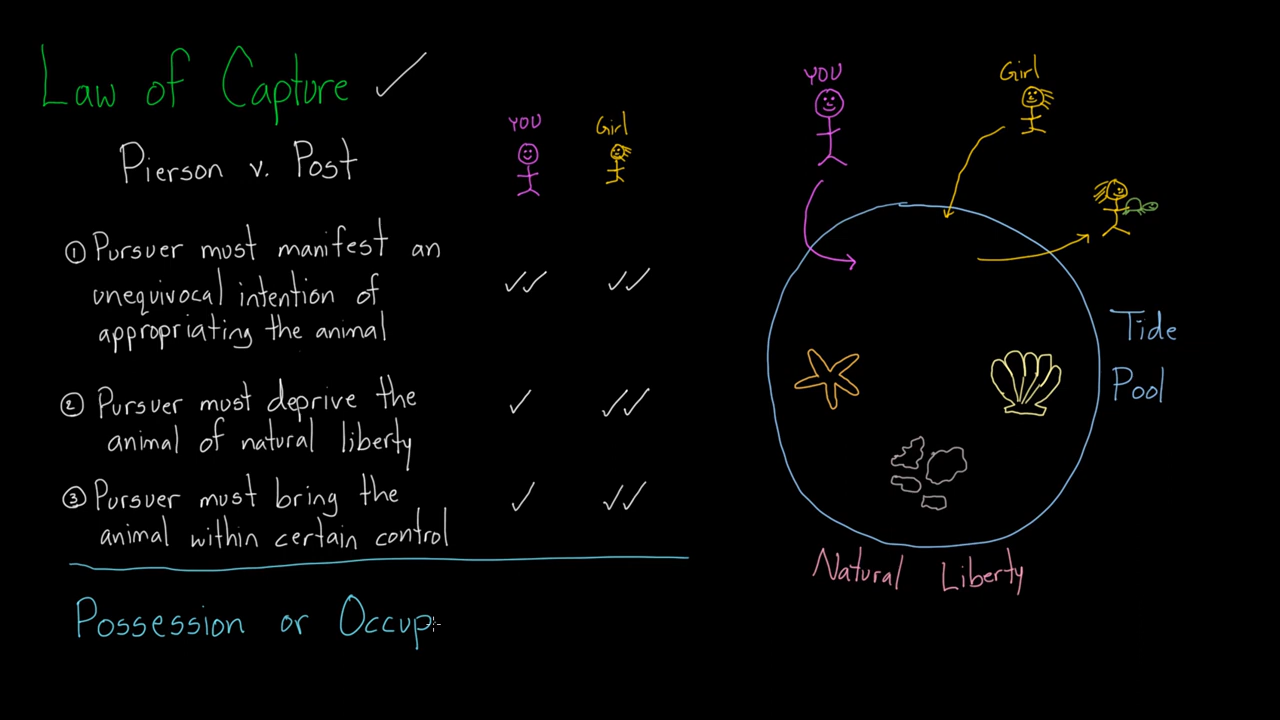 Law of Capture
Pierson v. Post
YOU
Girl
① Pursuer must manifest an
unequivocal intention of
appropriating the animal
② Pursuer must deprive the
animal of natural liberty
③ Pursuer must bring the
animal within certain control
Possession or Occup
YOU
Girl
Tide
Pool
Natural Liberty